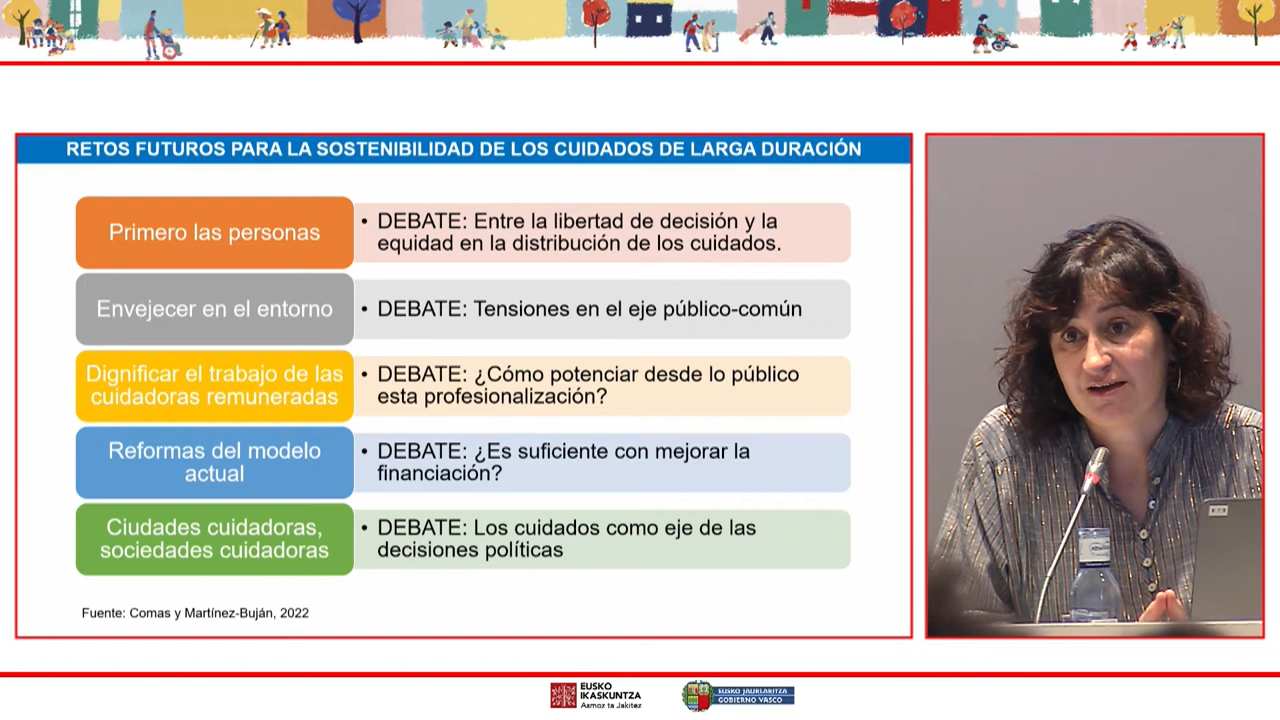 RETOS FUTUROS PARA LA SOSTENIBILIDAD DE LOS CUIDADOS DE LARGA DURACIÓN
Primero las personas
• DEBATE: Entre la libertad de decisión y la
equidad en la distribución de los cuidados.
Envejecer en el entorno
• DEBATE: Tensiones en el eje público-común
Dignificar el trabajo de las
cuidadoras remuneradas
• DEBATE: ¿Cómo potenciar desde lo público
esta profesionalización?
Reformas del modelo
actual
• DEBATE: ¿Es suficiente con mejorar la
financiación?
Ciudades cuidadoras,
sociedades cuidadoras
• DEBATE: Los cuidados como eje de las
decisiones políticas
Fuente: Comas y Martínez-Buján, 2022
EUSKO
IKASKUNTZA
Asmoz ta Jakitez
EUSKO JAURLARITZA
GOBIERNO VASCO